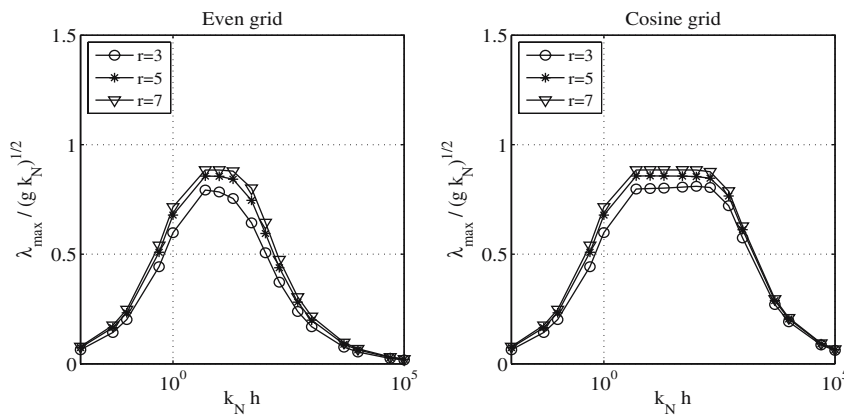 Even grid
1.5
1
0.5
0
r=3
r=5
r=7
λ_max / (g k_N)^{1/2}
10^0
10^5
k_N h
Cosine grid
1.5
1
0.5
0
r=3
r=5
r=7
λ_max / (g k_N)^{1/2}
10^0
10^5
k_N h